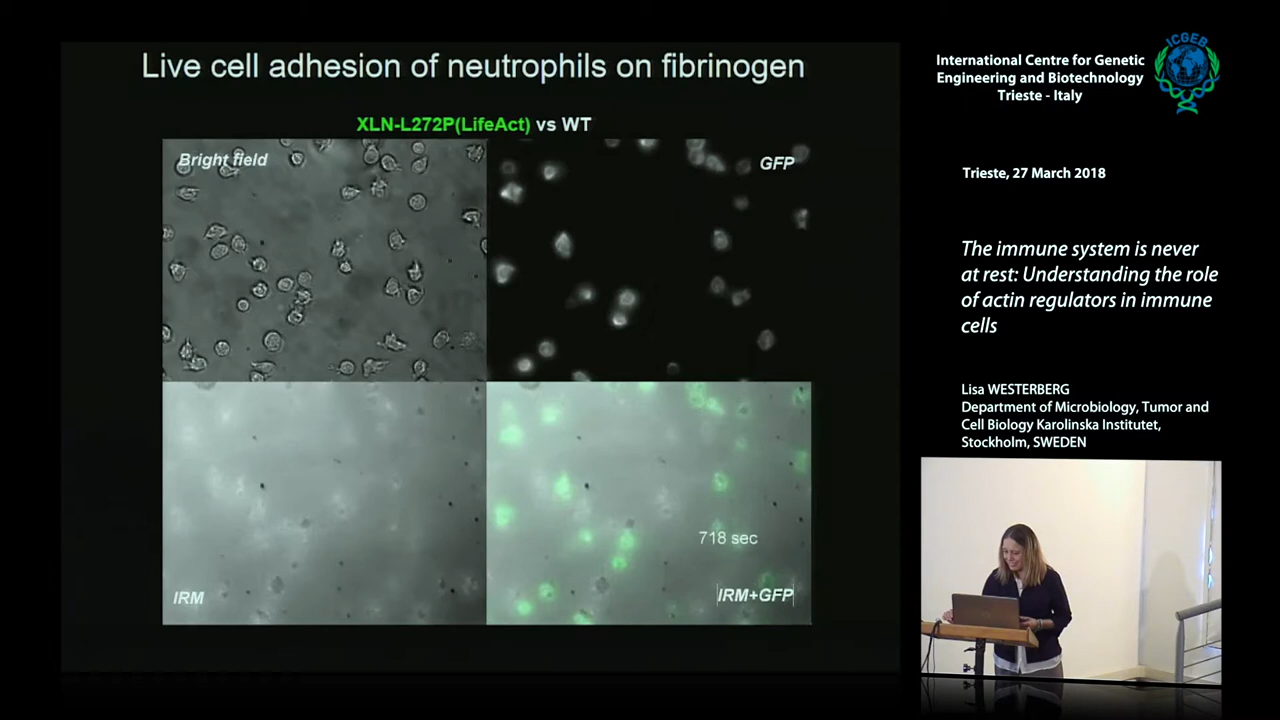 Live cell adhesion of neutrophils on fibrinogen
XLN-L272P(LifeAct) vs WT
Bright field
GFP
718 sec
IRM
IRM+GFP
ICGEB
International Centre for Genetic
Engineering and Biotechnology
Trieste - Italy
Trieste, 27 March 2018
The immune system is never
at rest: Understanding the role
of actin regulators in immune
cells
Lisa WESTERBERG
Department of Microbiology, Tumor and
Cell Biology Karolinska Institutet,
Stockholm, SWEDEN